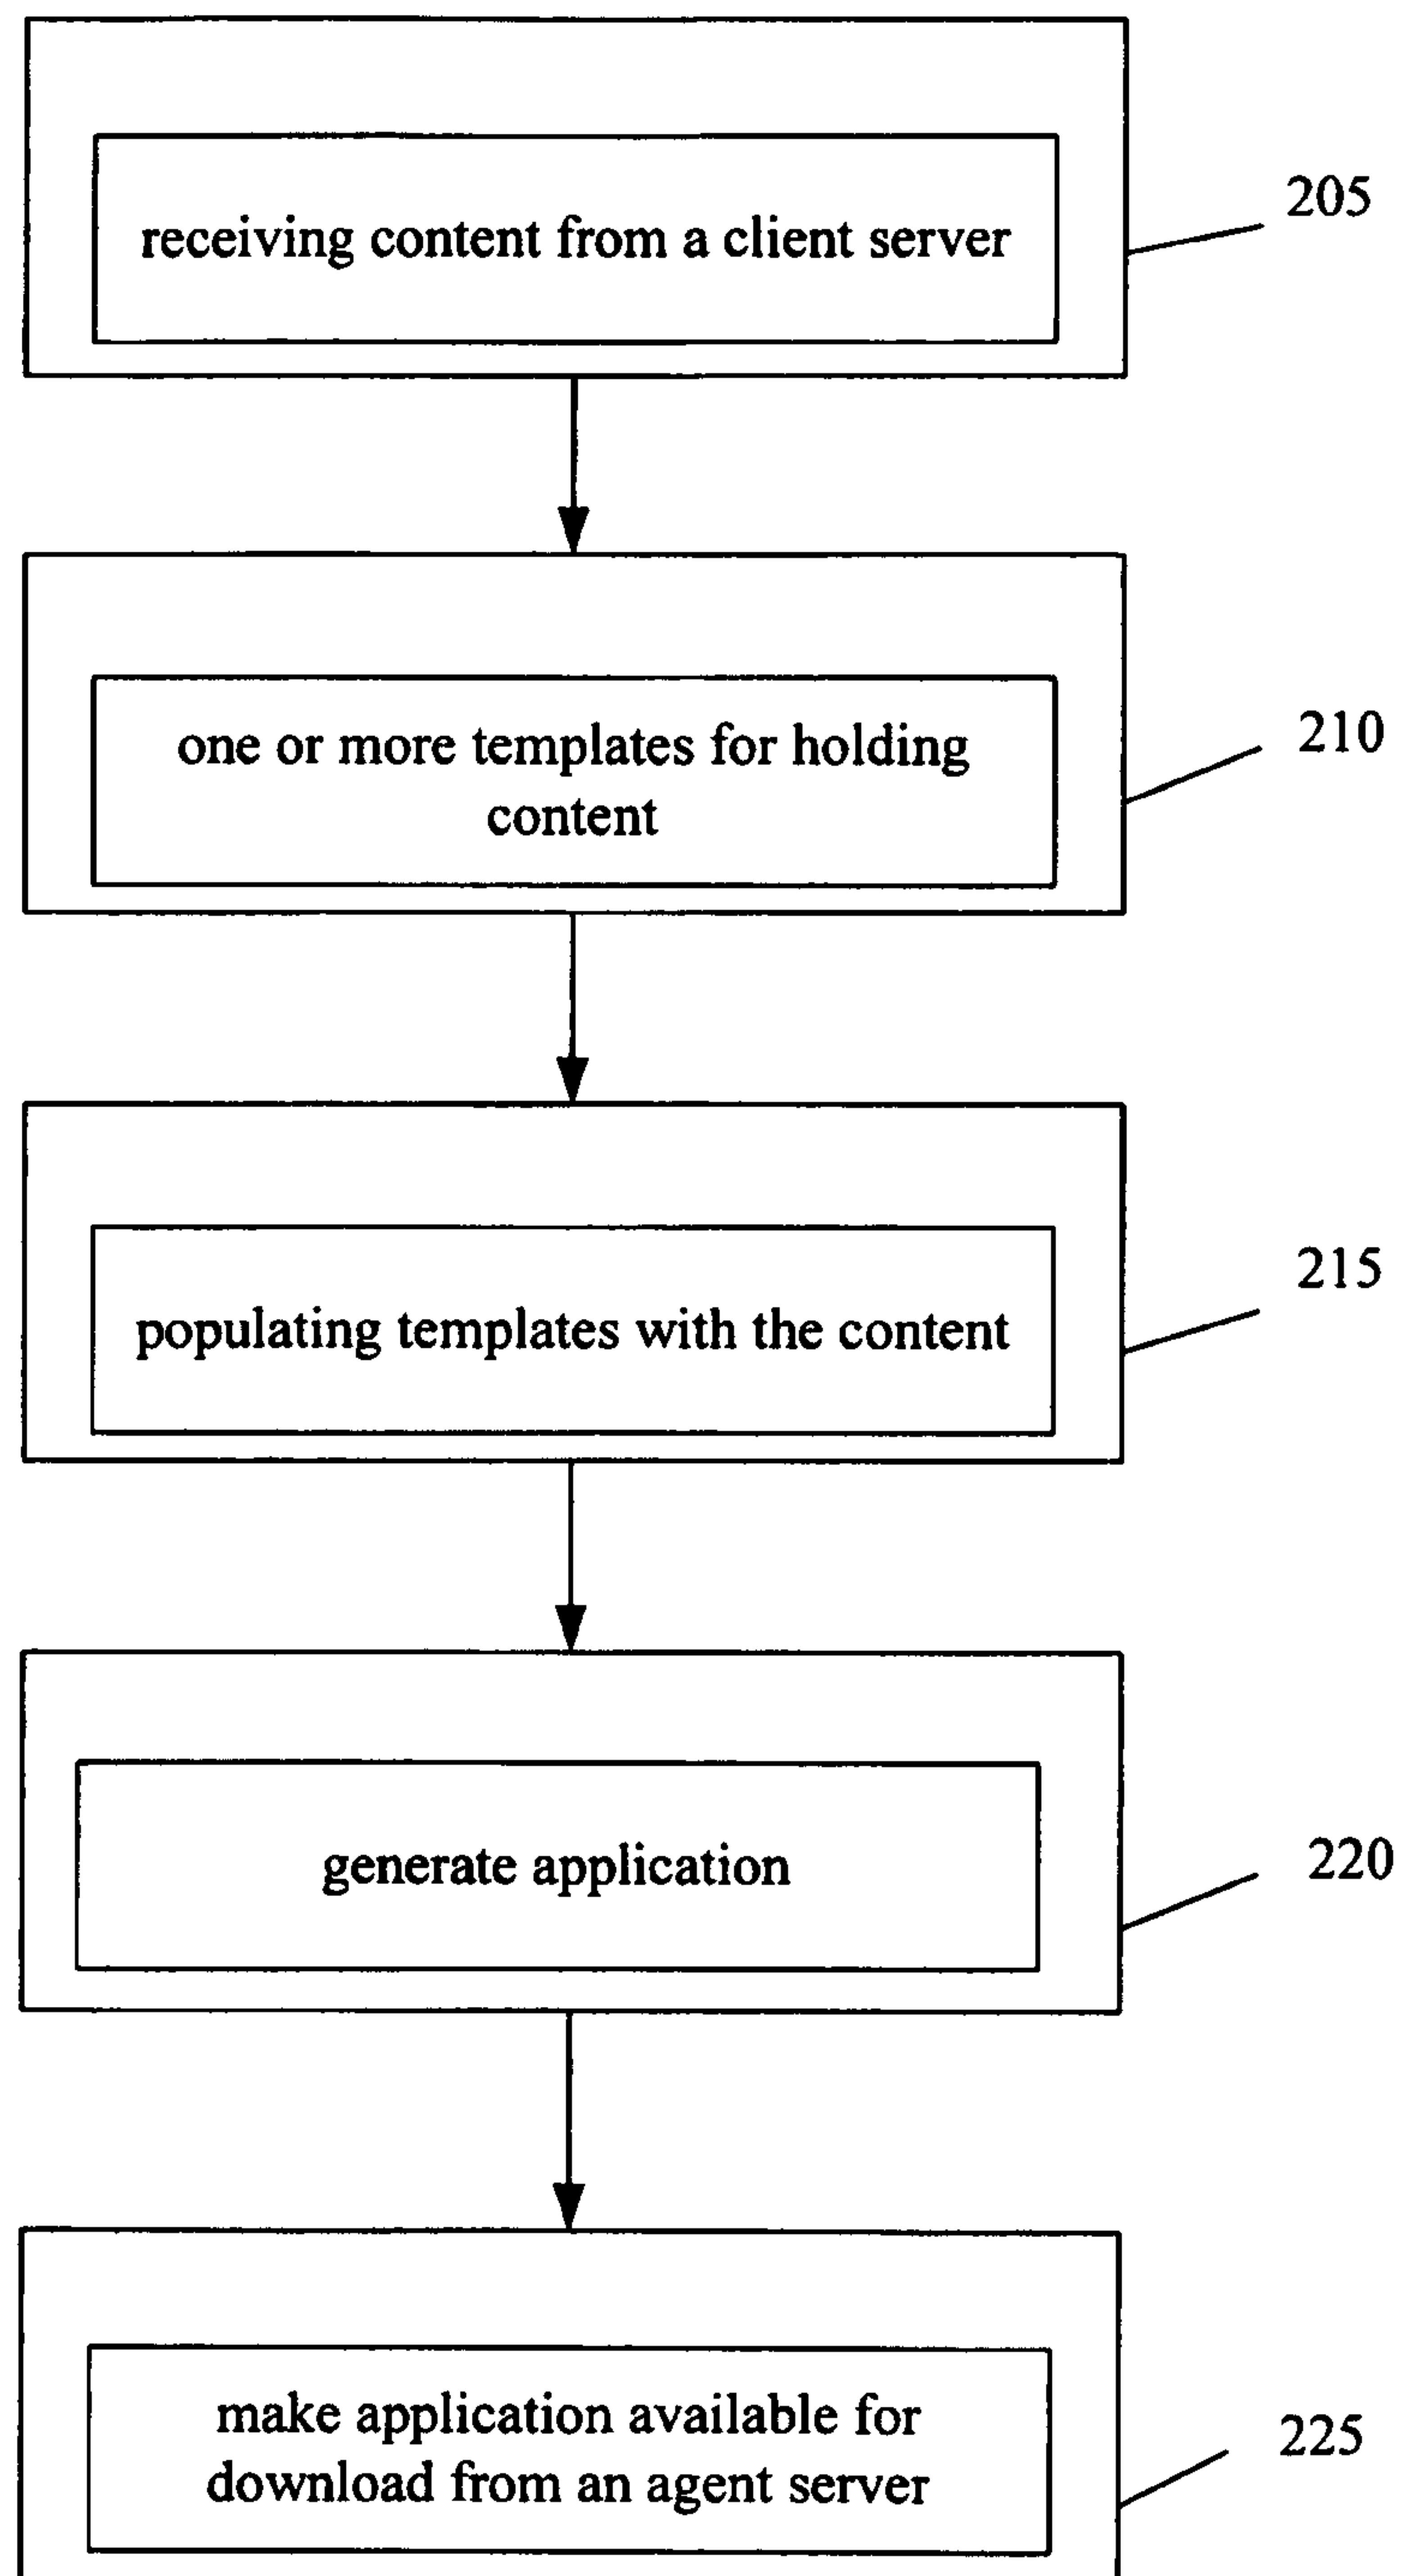 receiving content from a client server
205
one or more templates for holding
content
210
populating templates with the content
215
generate application
220
make application available for
download from an agent server
225